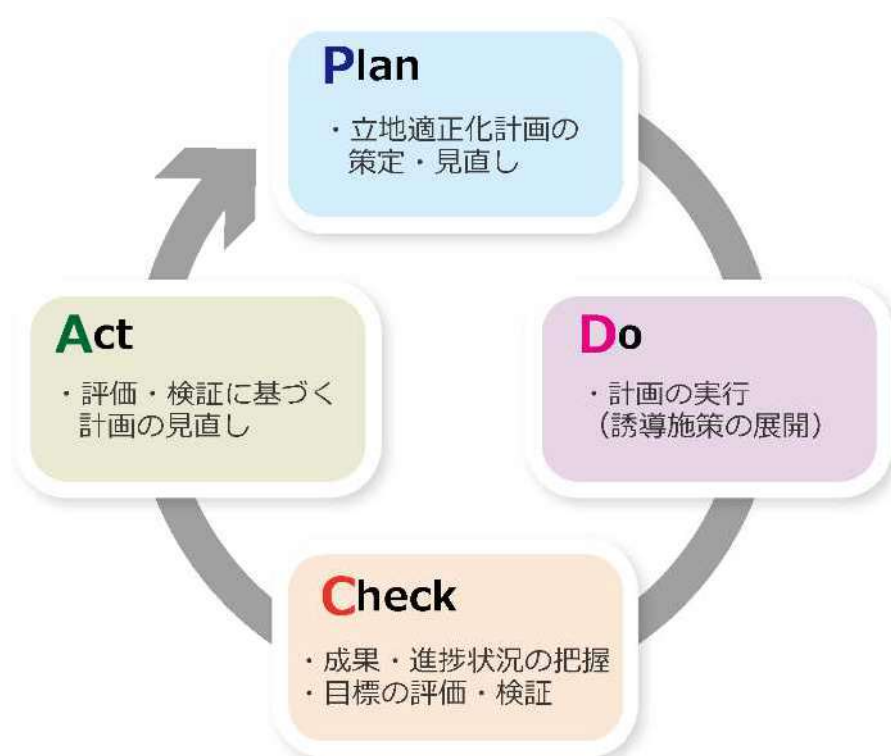 Plan
・立地適正化計画の
策定・見直し
Do
・計画の実行
（誘導施策の展開）
Check
・成果・進捗状況の把握
・目標の評価・検証
Act
・評価・検証に基づく
計画の見直し